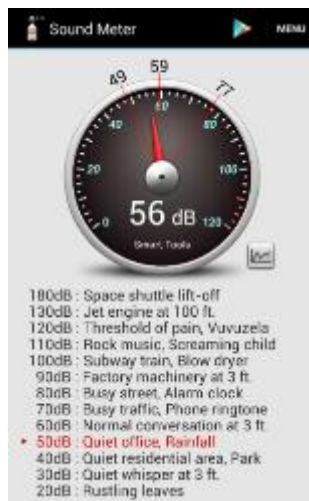 Sound Meter
MENU
49 59 77
0 20 40 60 80 100 120
56 dB
Smart Tools
180dB : Space shuttle lift-off
130dB : Jet engine at 100 ft.
120dB : Threshold of pain, Vuvuzela
110dB : Rock music, Screaming child
100dB : Subway train, Blow dryer
90dB : Factory machinery at 3 ft.
80dB : Busy street, Alarm clock
70dB : Busy traffic, Phone ringtone
60dB : Normal conversation at 3 ft.
50dB : Quiet office, Rainfall
40dB : Quiet residential area, Park
30dB : Quiet whisper at 3 ft.
20dB : Rustling leaves